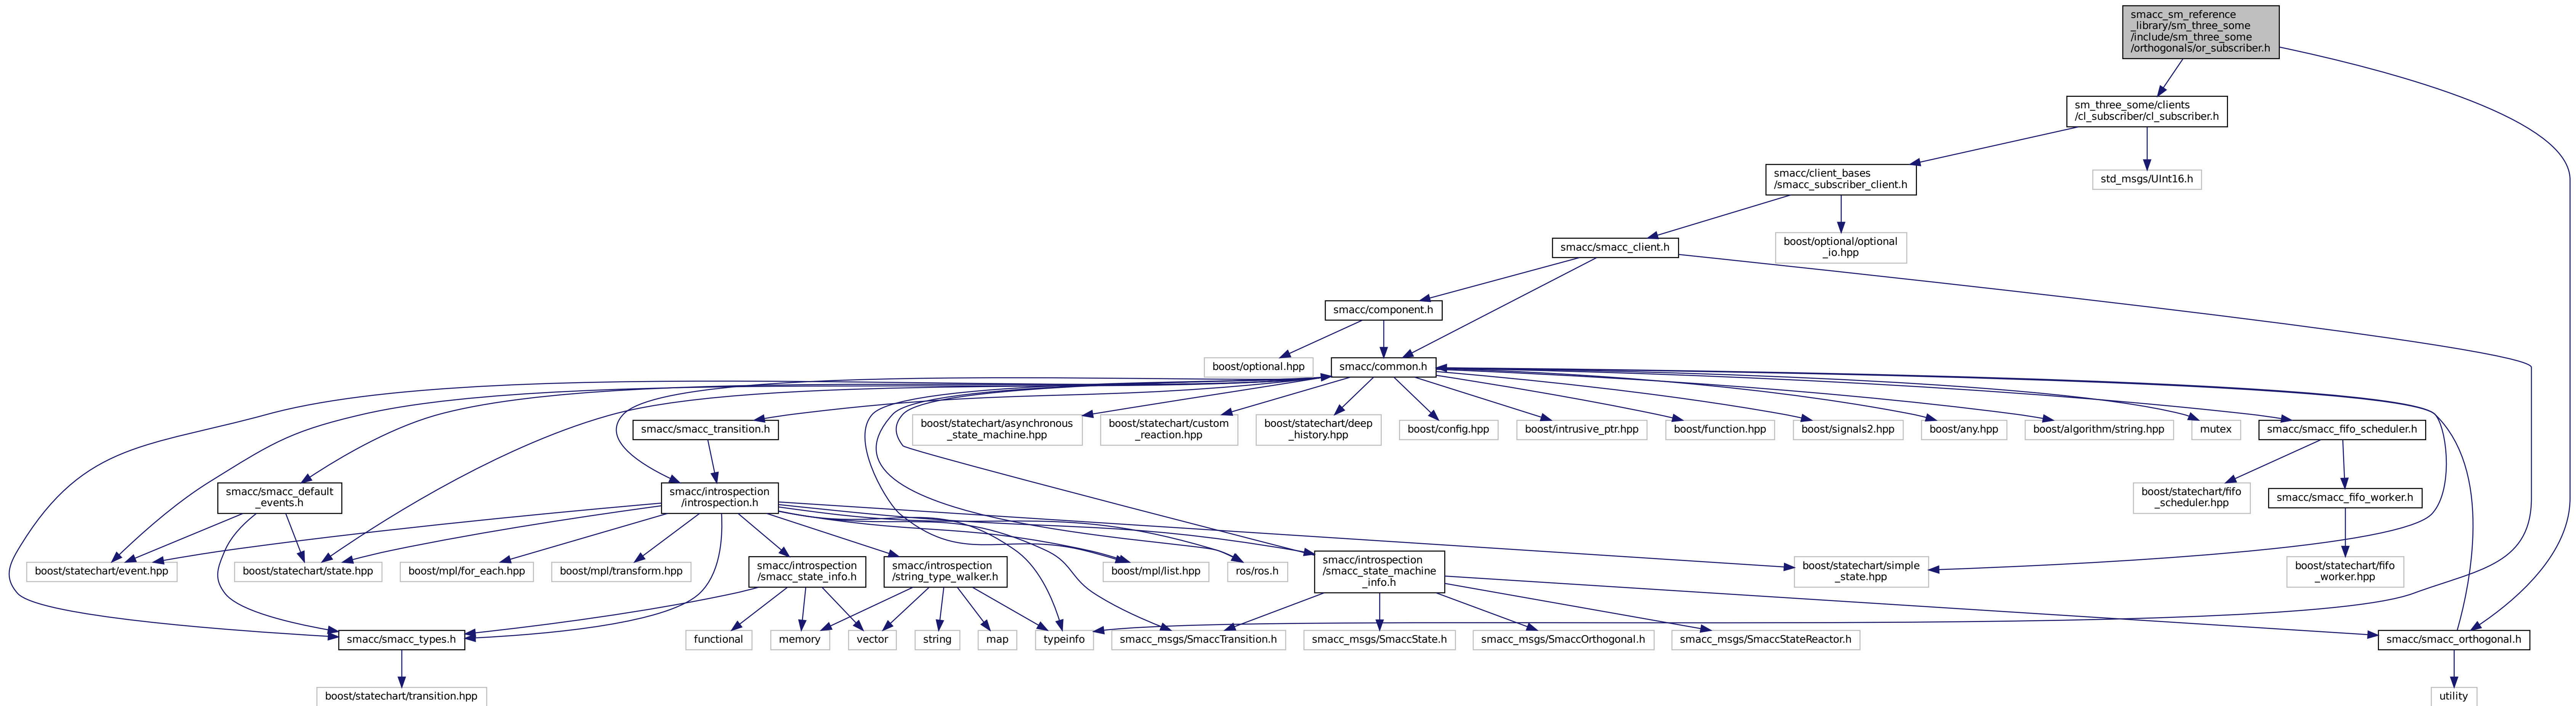 smacc_sm_reference
_library/sm_three_some
/include/sm_three_some
/orthogonals/or_subscriber.h
sm_three_some/clients
/cl_subscriber/cl_subscriber.h
smacc/client_bases
/smacc_subscriber_client.h
std_msgs/UInt16.h
smacc/smacc_client.h
boost/optional/optional
_io.hpp
smacc/component.h
boost/optional.hpp
smacc/common.h
smacc/smacc_transition.h
boost/statechart/asynchronous
_state_machine.hpp
boost/statechart/custom
_reaction.hpp
boost/statechart/deep
_history.hpp
boost/config.hpp
boost/intrusive_ptr.hpp
boost/function.hpp
boost/signals2.hpp
boost/any.hpp
boost/algorithm/string.hpp
mutex
smacc/smacc_fifo_scheduler.h
smacc/smacc_default
_events.h
smacc/introspection
/introspection.h
boost/statechart/fifo
_scheduler.hpp
smacc/smacc_fifo_worker.h
boost/statechart/event.hpp
boost/statechart/state.hpp
boost/mpl/for_each.hpp
boost/mpl/transform.hpp
smacc/introspection
/smacc_state_info.h
smacc/introspection
/string_type_walker.h
boost/mpl/list.hpp
ros/ros.h
smacc/introspection
/smacc_state_machine
_info.h
boost/statechart/simple
_state.hpp
boost/statechart/fifo
_worker.hpp
smacc/smacc_types.h
functional
memory
vector
string
map
typeinfo
smacc_msgs/SmaccTransition.h
smacc_msgs/SmaccState.h
smacc_msgs/SmaccOrthogonal.h
smacc_msgs/SmaccStateReactor.h
smacc/smacc_orthogonal.h
boost/statechart/transition.hpp
utility